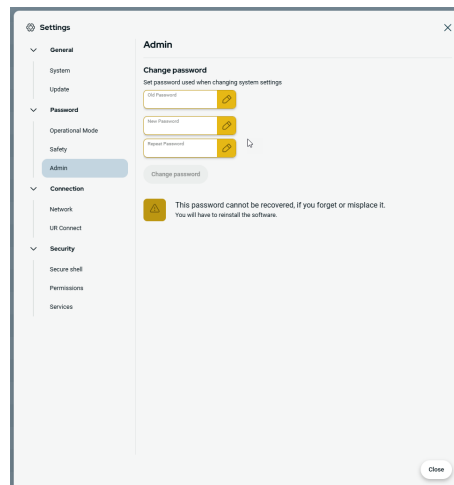 Settings
General
System
Update
Password
Operational Mode
Safety
Admin
Connection
Network
UR Connect
Security
Secure shell
Permissions
Services
Admin
Change password
Set password used when changing system settings
Old Password
New Password
Repeat Password
Change password
This password cannot be recovered, if you forget or misplace it.
You will have to reinstall the software.
Close